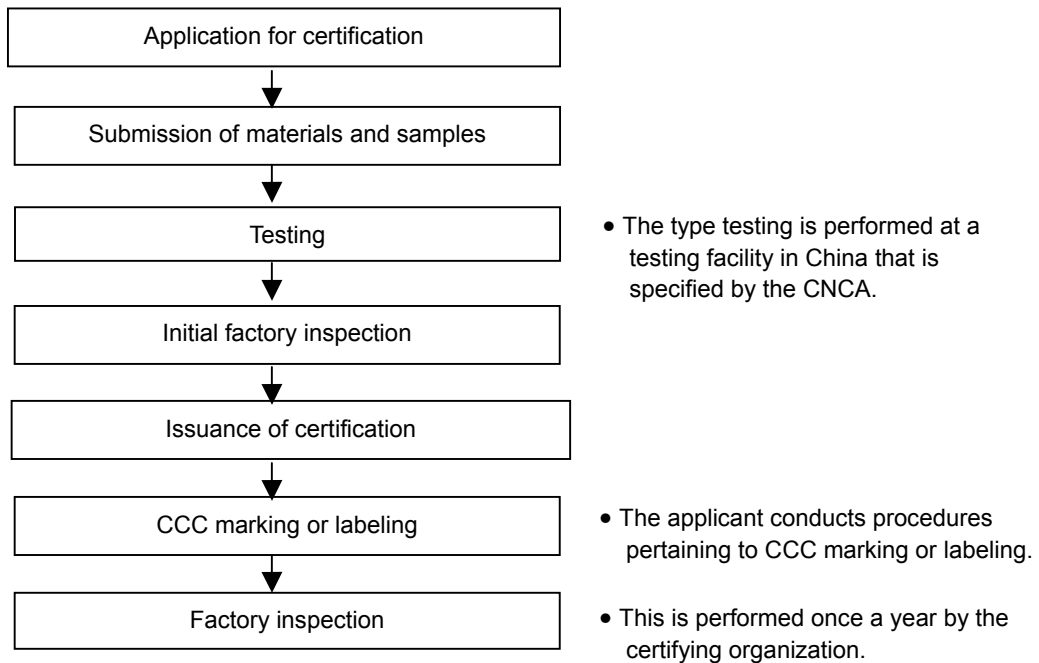 Application for certification
Submission of materials and samples
Testing
• The type testing is performed at a
testing facility in China that is
specified by the CNCA.
Initial factory inspection
Issuance of certification
CCC marking or labeling
• The applicant conducts procedures
pertaining to CCC marking or labeling.
Factory inspection
• This is performed once a year by the
certifying organization.